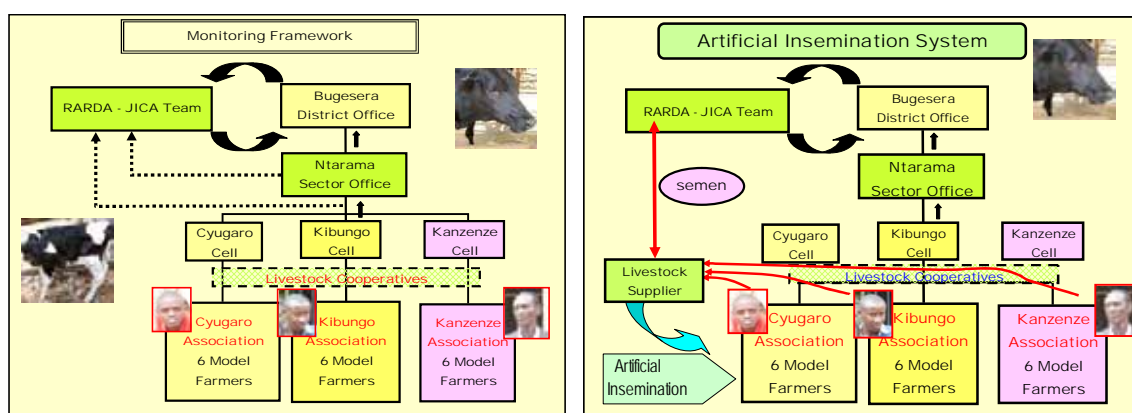 Monitoring Framework
RARDA - JICA Team
Bugesera
District Office
Ntarama
Sector Office
Cyugaro
Cell
Kibungo
Cell
Kanzenze
Cell
Livestock Cooperatives
Cyugaro
Association
6 Model
Farmers
Kibungo
Association
6 Model
Farmers
Kanzenze
Association
6 Model
Farmers
Artificial Insemination System
RARDA - JICA Team
Bugesera
District Office
semen
Ntarama
Sector Office
Cyugaro
Cell
Kibungo
Cell
Kanzenze
Cell
Livestock
Supplier
Livestock Cooperatives
Artificial
Insemination
Cyugaro
Association
6 Model
Farmers
Kibungo
Association
6 Model
Farmers
Kanzenze
Association
6 Model
Farmers